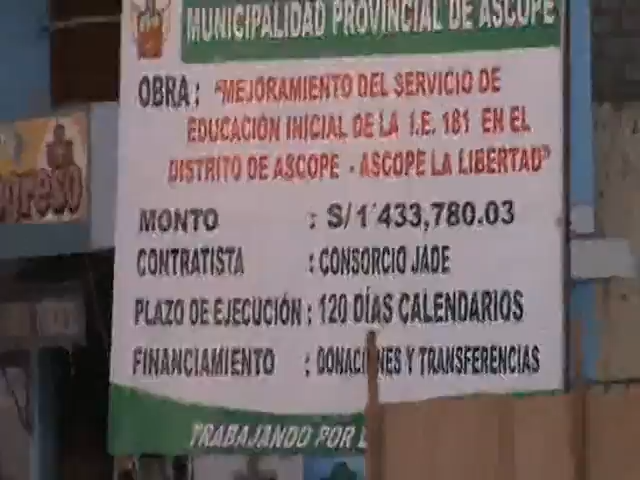 MUNICIPALIDAD PROVINCIAL DE ASCOPE
OBRA: "MEJORAMIENTO DEL SERVICIO DE
EDUCACIÓN INICIAL DE LA I.E. 181 EN EL
DISTRITO DE ASCOPE - ASCOPE LA LIBERTAD"
MONTO : S/1'433,780.03
CONTRATISTA : CONSORCIO JADE
PLAZO DE EJECUCIÓN : 120 DÍAS CALENDARIOS
FINANCIAMIENTO : DONACIONES Y TRANSFERENCIAS
TRABAJANDO POR